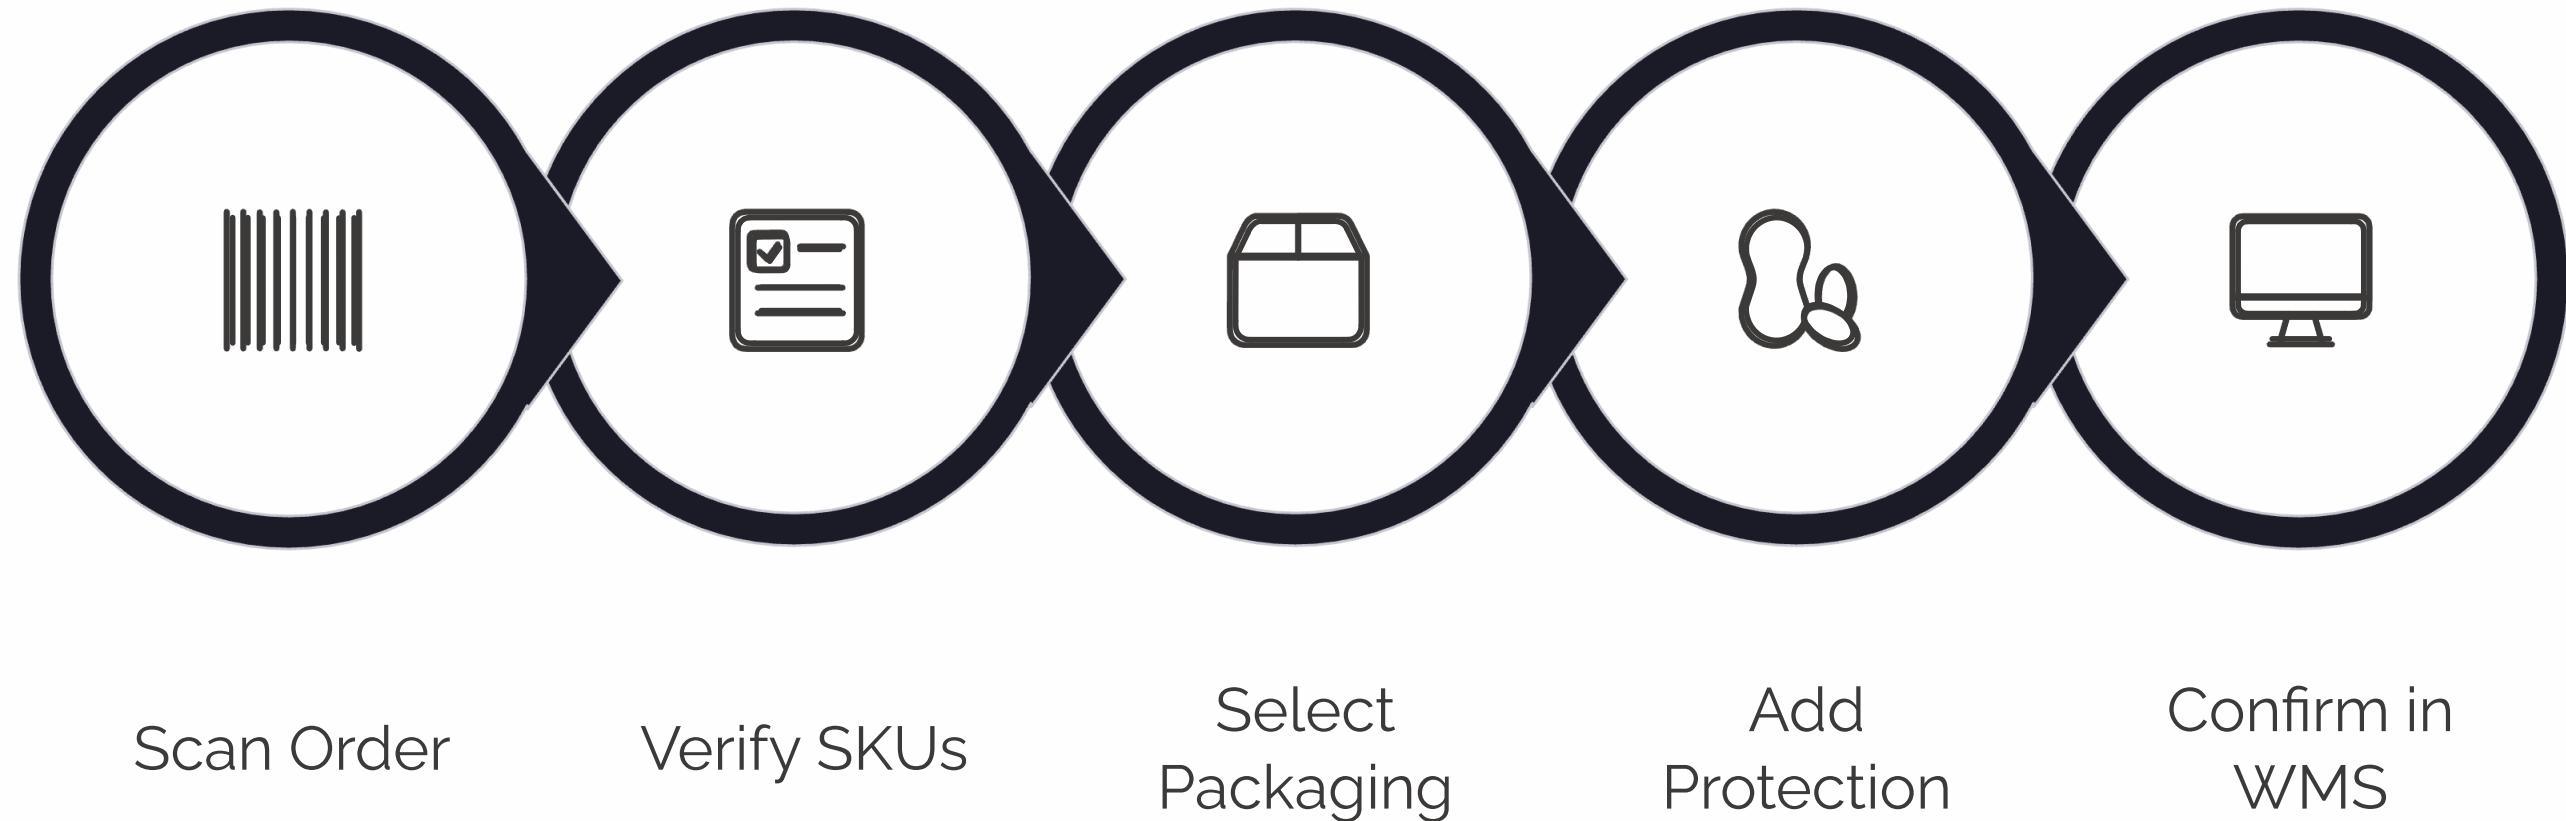 Scan Order
Verify SKUs
Select
Packaging
Add
Protection
Confirm in
WMS